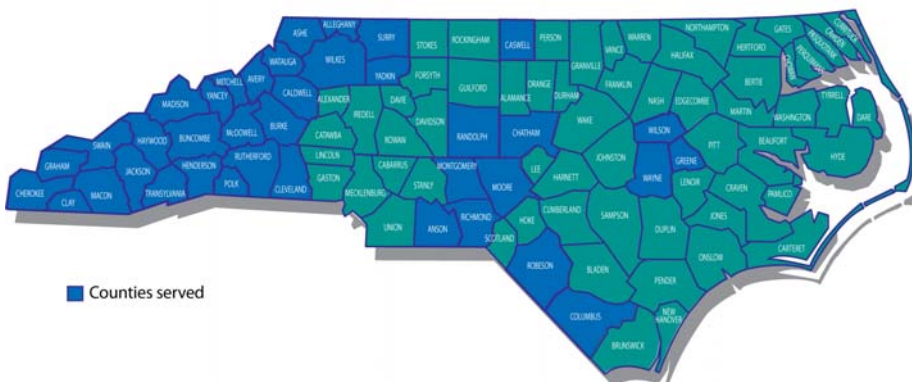 ALLEGHANY
ASHE
SURRY
STOKES
ROCKINGHAM
CASWELL
PERSON
GRANVILLE
VANCE
WARREN
NORTHAMPTON
HALIFAX
HERTFORD
GATES
CURRITUCK
CAMDEN
PASQUOTANK
PERQUIMANS
CHOWAN
WATAUGA
WILKES
YADKIN
FORSYTH
GUILFORD
ALAMANCE
ORANGE
DURHAM
FRANKLIN
NASH
EDGECOMBE
BERTIE
MARTIN
WASHINGTON
TYRRELL
DARE
MITCHELL
AVERY
CALDWELL
ALEXANDER
IREDELL
DAVIE
DAVIDSON
RANDOLPH
CHATHAM
WAKE
WILSON
PITT
BEAUFORT
HYDE
MADISON
YANCEY
BURKE
McDOWELL
CATAWBA
ROWAN
GREENE
SWAIN
HAYWOOD
BUNCOMBE
RUTHERFORD
LINCOLN
CABARRUS
MONTGOMERY
MOORE
LEE
HARNETT
JOHNSTON
WAYNE
LENOIR
CRAVEN
PAMLICO
GRAHAM
JACKSON
HENDERSON
POLK
CLEVELAND
GASTON
MECKLENBURG
STANLY
CHEROKEE
CLAY
MACON
TRANSYLVANIA
UNION
ANSON
RICHMOND
SCOTLAND
HOKE
CUMBERLAND
SAMPSON
DUPLIN
JONES
CARTERET
ONSLOW
ROBESON
BLADEN
PENDER
COLUMBUS
NEW
HANOVER
BRUNSWICK
Counties served